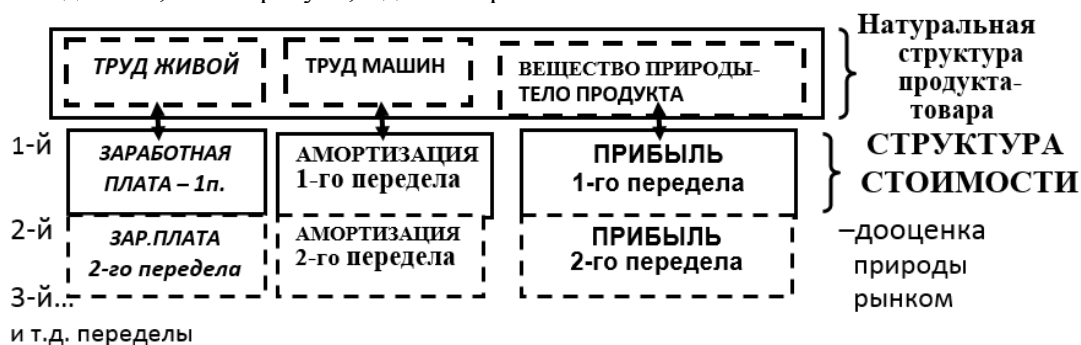 ТРУД ЖИВОЙ
ТРУД МАШИН
ВЕЩЕСТВО ПРИРОДЫ-
ТЕЛО ПРОДУКТА
Натуральная
структура
продукта-
товара
1-й
ЗАРАБОТНАЯ
ПЛАТА – 1п.
АМОРТИЗАЦИЯ
1-го передела
ПРИБЫЛЬ
1-го передела
СТРУКТУРА
СТОИМОСТИ
2-й
ЗАР.ПЛАТА
2-го передела
АМОРТИЗАЦИЯ
2-го передела
ПРИБЫЛЬ
2-го передела
–дооценка
природы
рынком
3-й...
и т.д. переделы